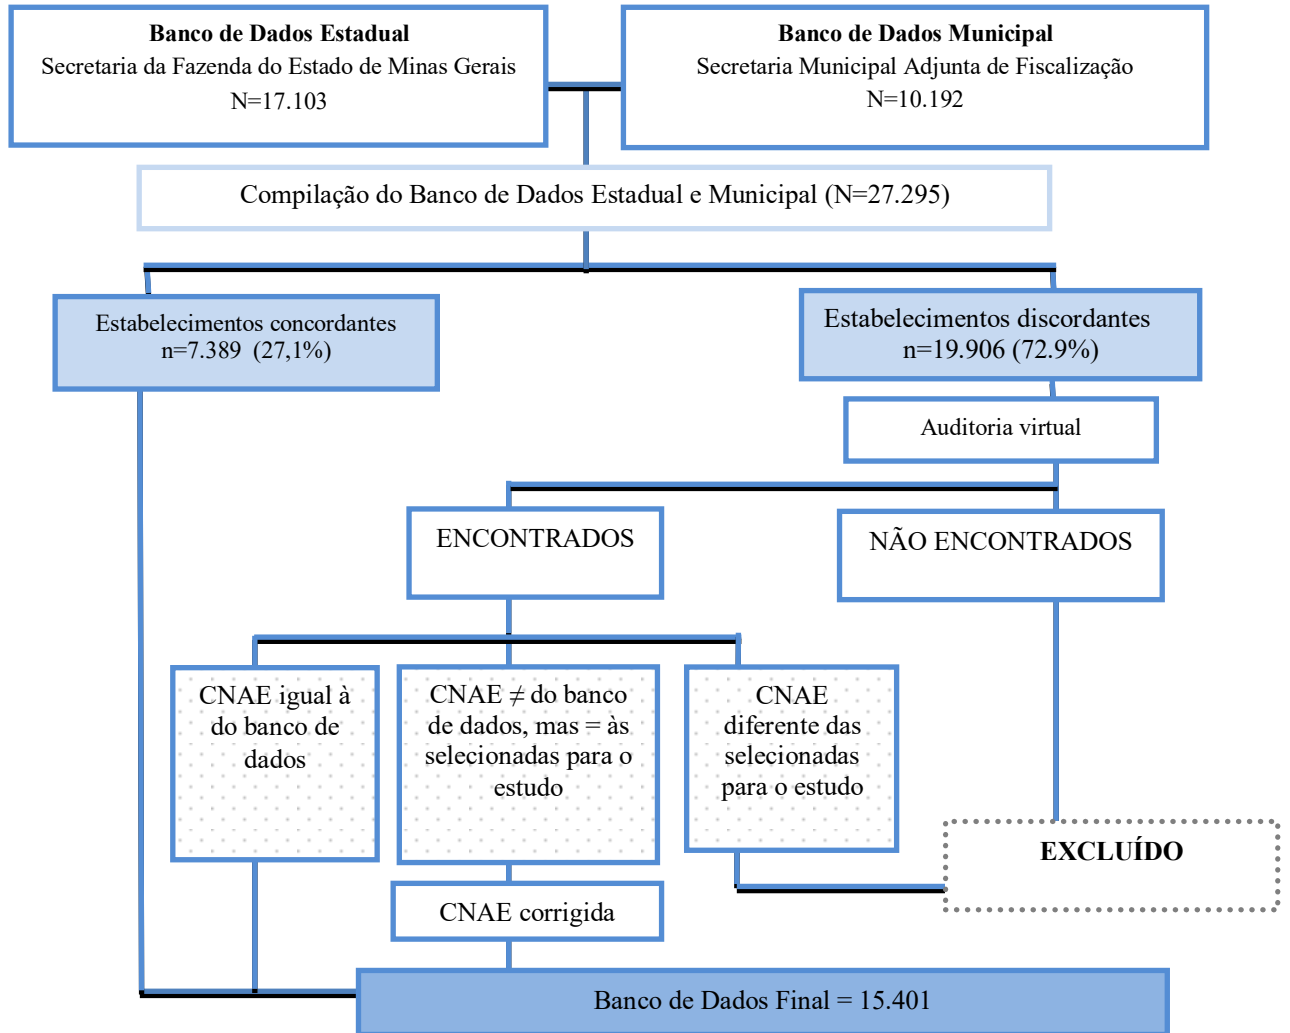 Banco de Dados Estadual
Secretaria da Fazenda do Estado de Minas Gerais
N=17.103
Banco de Dados Municipal
Secretaria Municipal Adjunta de Fiscalização
N=10.192
Compilação do Banco de Dados Estadual e Municipal (N=27.295)
Estabelecimentos concordantes
n=7.389 (27,1%)
Estabelecimentos discordantes
n=19.906 (72.9%)
Auditoria virtual
ENCONTRADOS
NÃO ENCONTRADOS
CNAE igual à
do banco de
dados
CNAE ≠ do banco
de dados, mas = às
selecionadas para o
estudo
CNAE
diferente das
selecionadas
para o estudo
EXCLUÍDO
CNAE corrigida
Banco de Dados Final = 15.401